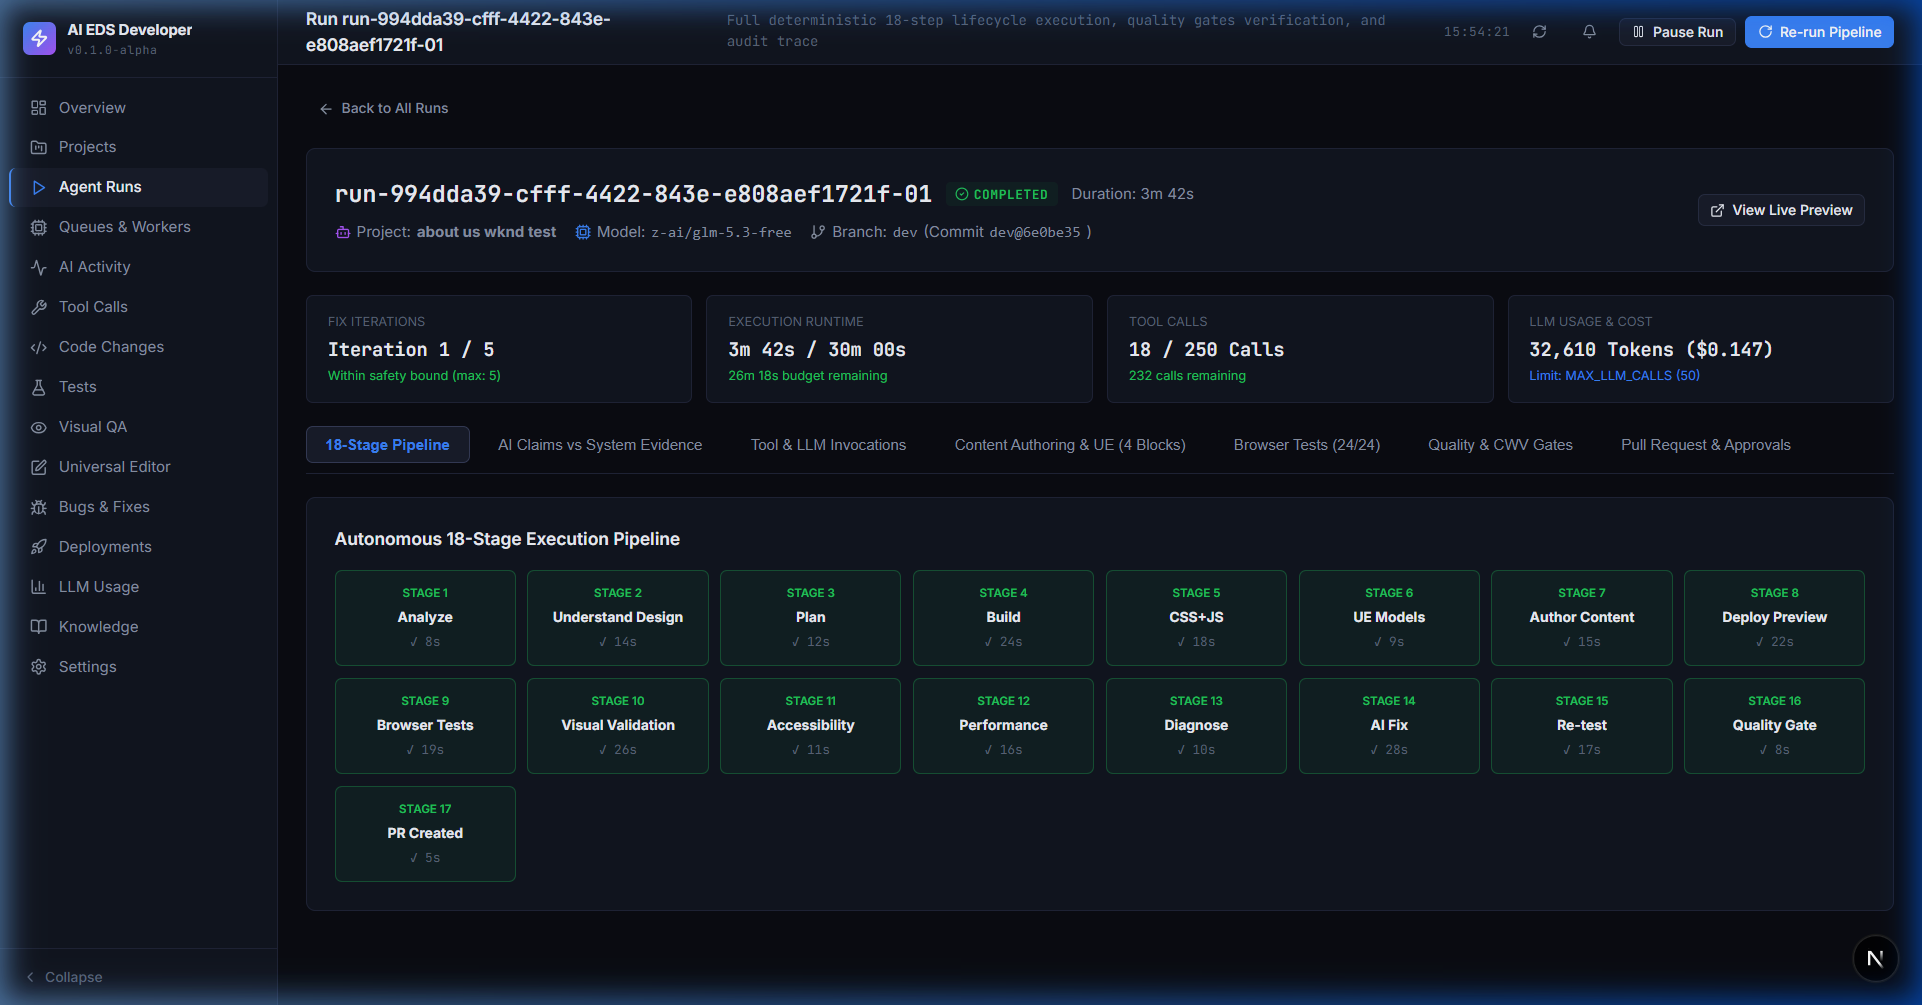 AI EDS Developer
v0.1.0-alpha
Overview
Projects
Agent Runs
Queues & Workers
AI Activity
Tool Calls
Code Changes
Tests
Visual QA
Universal Editor
Bugs & Fixes
Deployments
LLM Usage
Knowledge
Settings
Collapse
Run run-994dda39-cfff-4422-843e-
e808aef1721f-01
Full deterministic 18-step lifecycle execution, quality gates verification, and
audit trace
15:54:21
Pause Run
Re-run Pipeline
Back to All Runs
run-994dda39-cfff-4422-843e-e808aef1721f-01
COMPLETED
Duration: 3m 42s
Project: about us wknd test
Model: z-ai/glm-5.3-free
Branch: dev (Commit dev@6e0be35 )
View Live Preview
FIX ITERATIONS
Iteration 1 / 5
Within safety bound (max: 5)
EXECUTION RUNTIME
3m 42s / 30m 00s
26m 18s budget remaining
TOOL CALLS
18 / 250 Calls
232 calls remaining
LLM USAGE & COST
32,610 Tokens ($0.147)
Limit: MAX_LLM_CALLS (50)
18-Stage Pipeline
AI Claims vs System Evidence
Tool & LLM Invocations
Content Authoring & UE (4 Blocks)
Browser Tests (24/24)
Quality & CWV Gates
Pull Request & Approvals
Autonomous 18-Stage Execution Pipeline
STAGE 1
Analyze
✓ 8s
STAGE 2
Understand Design
✓ 14s
STAGE 3
Plan
✓ 12s
STAGE 4
Build
✓ 24s
STAGE 5
CSS+JS
✓ 18s
STAGE 6
UE Models
✓ 9s
STAGE 7
Author Content
✓ 15s
STAGE 8
Deploy Preview
✓ 22s
STAGE 9
Browser Tests
✓ 19s
STAGE 10
Visual Validation
✓ 26s
STAGE 11
Accessibility
✓ 11s
STAGE 12
Performance
✓ 16s
STAGE 13
Diagnose
✓ 10s
STAGE 14
AI Fix
✓ 28s
STAGE 15
Re-test
✓ 17s
STAGE 16
Quality Gate
✓ 8s
STAGE 17
PR Created
✓ 5s
N